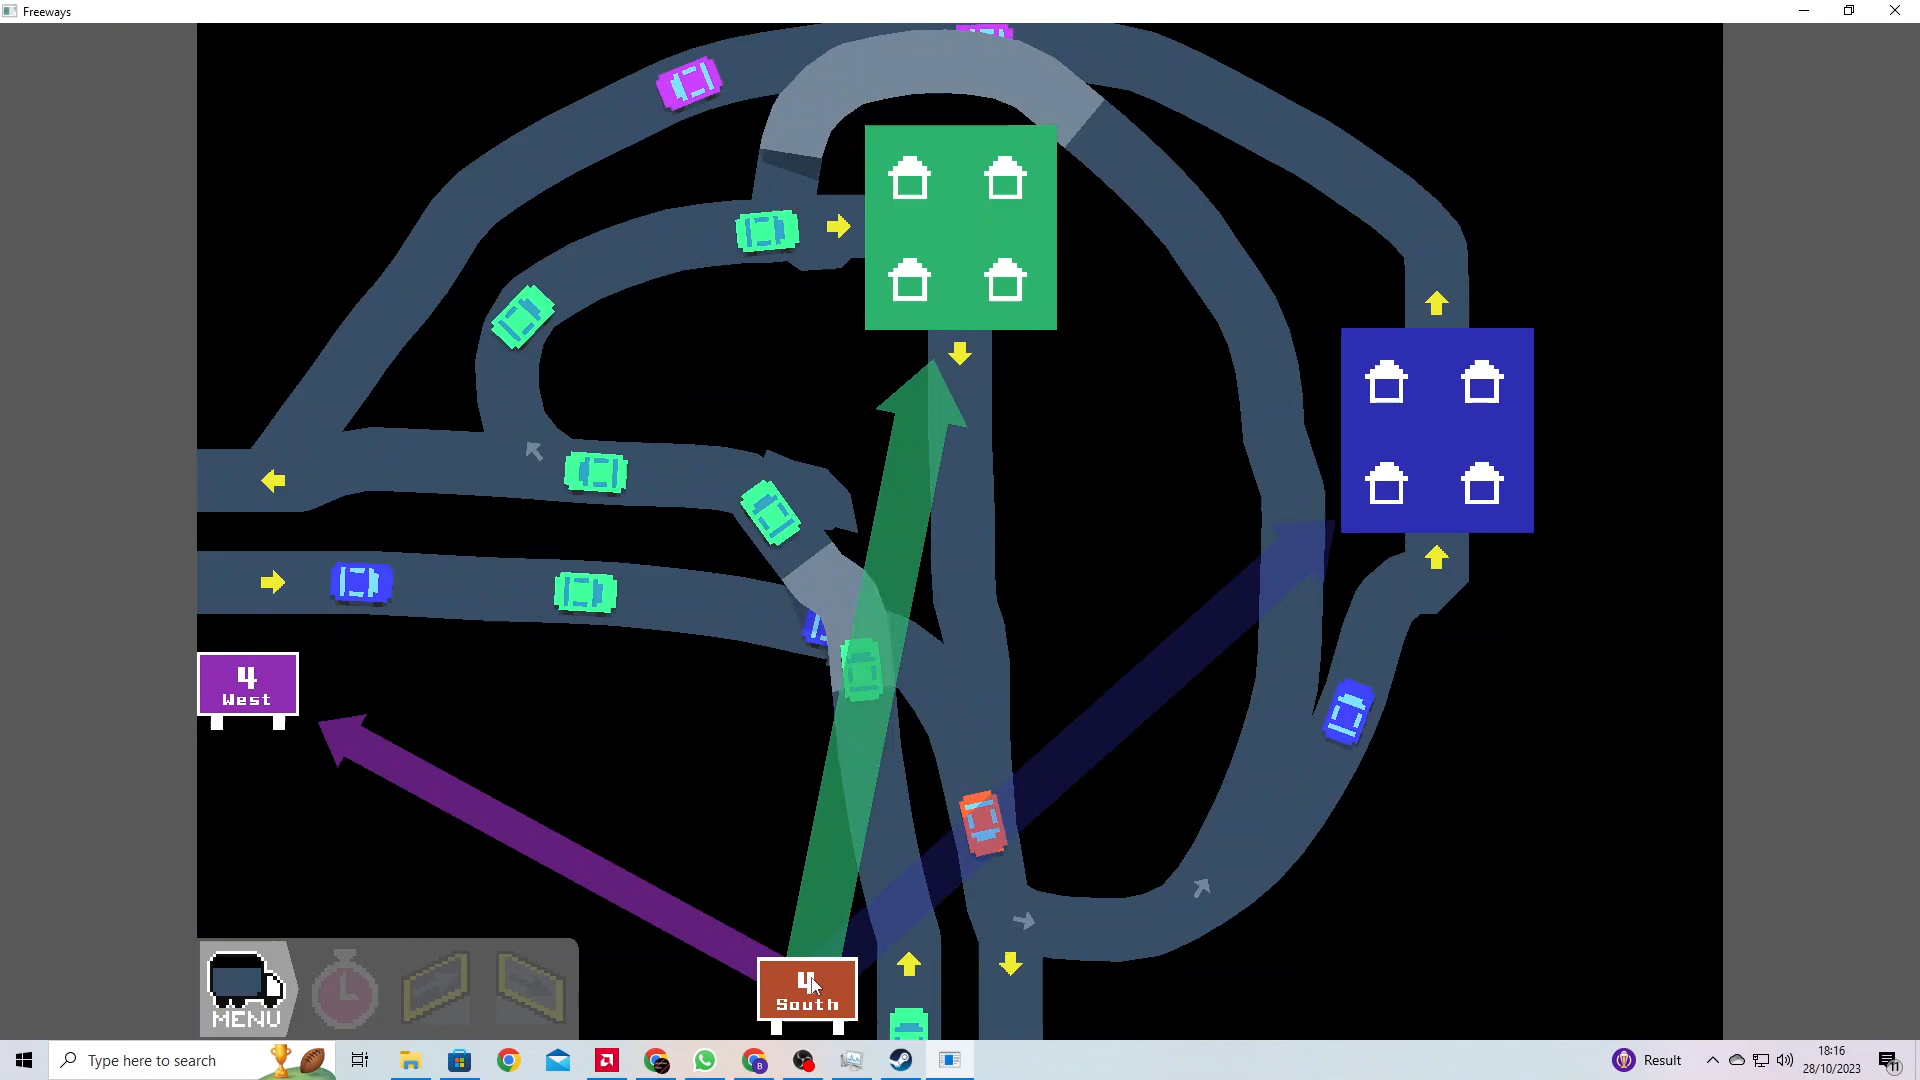 Freeways
4
West
4
South
MENU
Type here to search
Result
18:16
28/10/2023
11